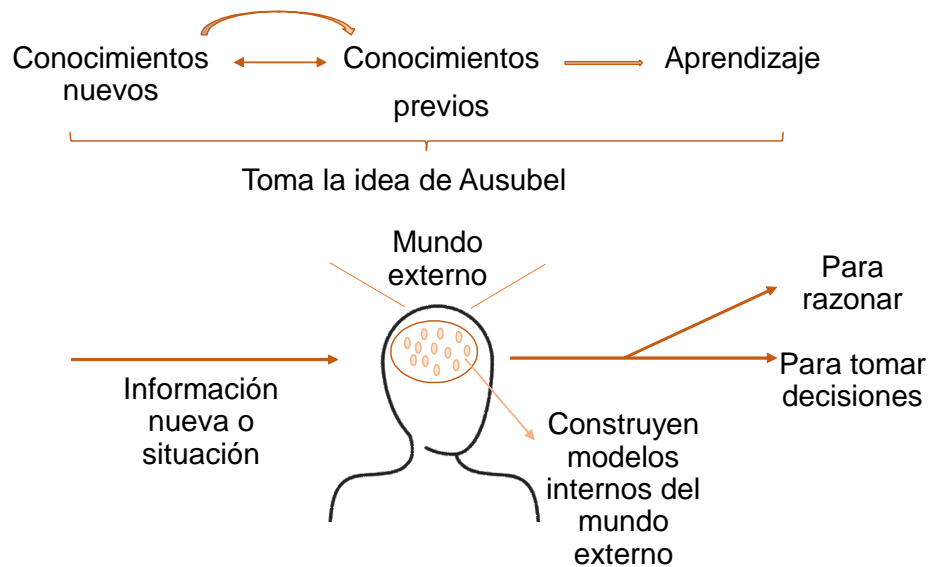 Conocimientos
nuevos
Conocimientos
previos
Aprendizaje
Toma la idea de Ausubel
Mundo
externo
Para
razonar
Para tomar
decisiones
Información
nueva o
situación
Construyen
modelos
internos del
mundo
externo